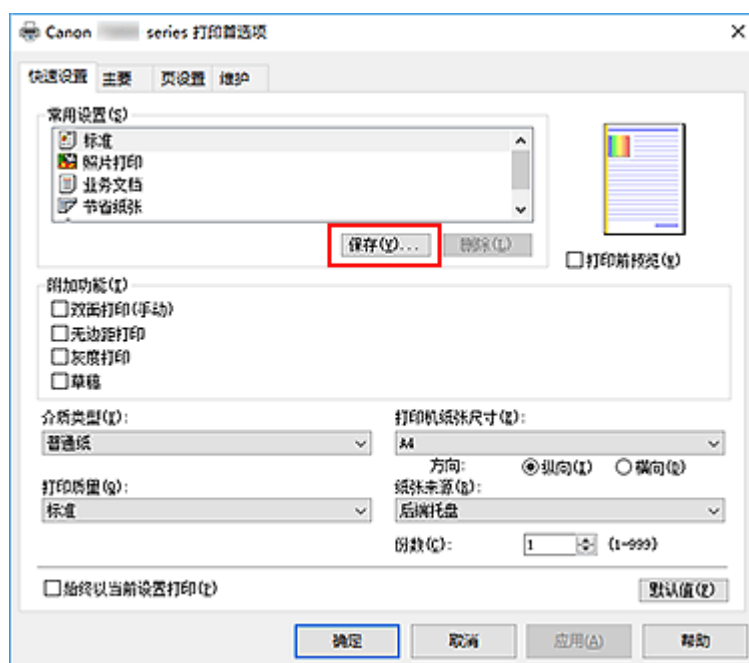 Canon series 打印首选项
快速设置 主要 页设置 维护
常用设置(S)
标准
照片打印
业务文档
节省纸张
保存(Y)... 删除(L)
打印前预览(W)
附加功能(I)
双面打印(手动)
无边距打印
灰度打印
草稿
介质类型(Y): 打印机纸张尺寸(Z):
普通纸 A4
方向: 纵向(I) 横向(D)
打印质量(Q): 纸张来源(B):
标准 后端托盘
份数(C): 1 (1-999)
始终以当前设置打印(P) 默认值(F)
确定 取消 应用(A) 帮助